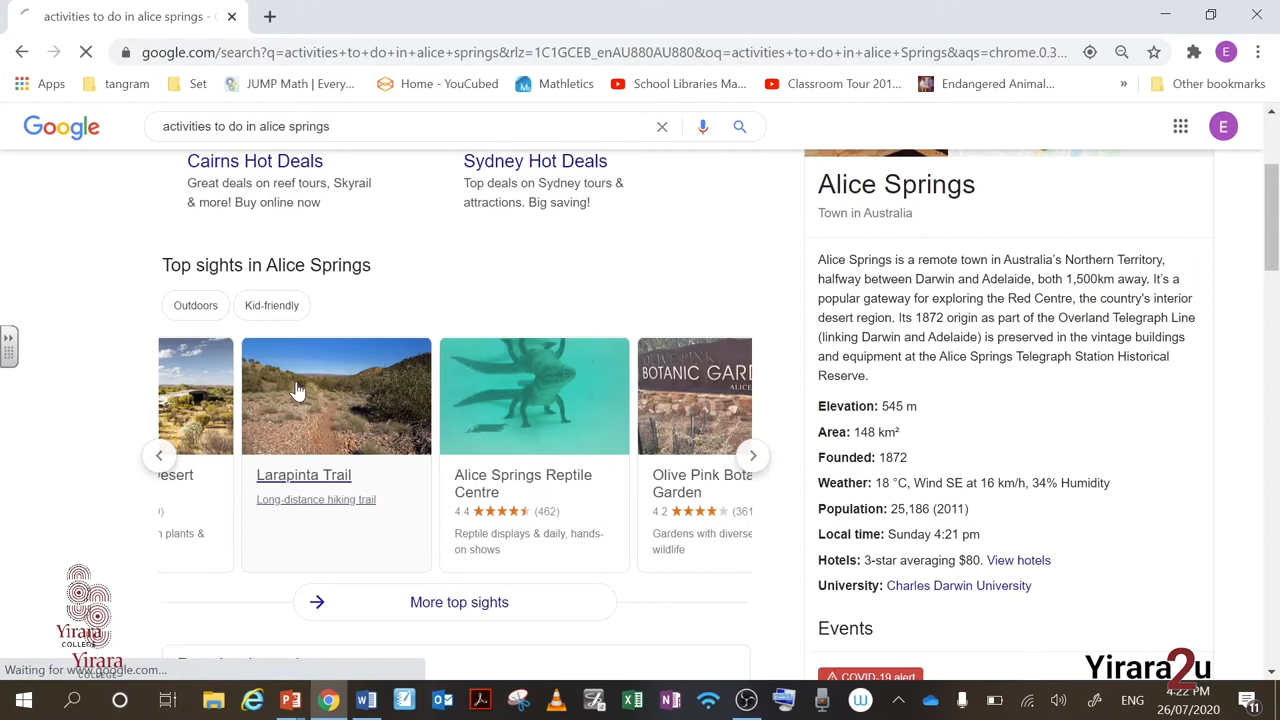 activities to do in alice springs - G
google.com/search?q=activities+to+do+in+alice+springs&rlz=1C1GCEB_enAU880AU880&oq=activities+to+do+in+alice+Springs&aqs=chrome.0.3...
E
Apps
tangram
Set
JUMP Math | Every...
Home - YouCubed
Mathletics
School Libraries Ma...
Classroom Tour 201...
Endangered Animal...
»
Other bookmarks
Google
activities to do in alice springs
E
Cairns Hot Deals
Great deals on reef tours, Skyrail
& more! Buy online now
Sydney Hot Deals
Top deals on Sydney tours &
attractions. Big saving!
Top sights in Alice Springs
Outdoors
Kid-friendly
esert
)
n plants &
Larapinta Trail
Long-distance hiking trail
Alice Springs Reptile
Centre
4.4 ★★★★★ (462)
Reptile displays & daily, hands-
on shows
OLIVE PINK
BOTANIC GARD
ALICE
Olive Pink Bota
Garden
4.2 ★★★★★ (361
Gardens with diverse
wildlife
More top sights
Alice Springs
Town in Australia
Alice Springs is a remote town in Australia's Northern Territory,
halfway between Darwin and Adelaide, both 1,500km away. It's a
popular gateway for exploring the Red Centre, the country's interior
desert region. Its 1872 origin as part of the Overland Telegraph Line
(linking Darwin and Adelaide) is preserved in the vintage buildings
and equipment at the Alice Springs Telegraph Station Historical
Reserve.
Elevation: 545 m
Area: 148 km²
Founded: 1872
Weather: 18 °C, Wind SE at 16 km/h, 34% Humidity
Population: 25,186 (2011)
Local time: Sunday 4:21 pm
Hotels: 3-star averaging $80. View hotels
University: Charles Darwin University
Events
COVID-19 alert
Yirara
COLLEGE
Yirara
COLLEGE
Waiting for www.google.com...
Yirara2u
ENG
4:22 PM
26/07/2020
11